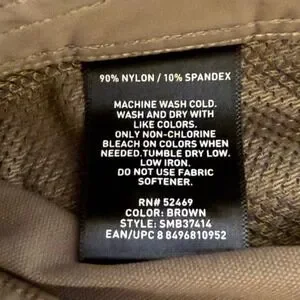 90% NYLON / 10% SPANDEX
MACHINE WASH COLD.
WASH AND DRY WITH
LIKE COLORS.
ONLY NON-CHLORINE
BLEACH ON COLORS WHEN
NEEDED.TUMBLE DRY LOW.
LOW IRON.
DO NOT USE FABRIC
SOFTENER.
RN# 52469
COLOR: BROWN
STYLE: SMB37414
EAN/UPC 8 8496810952